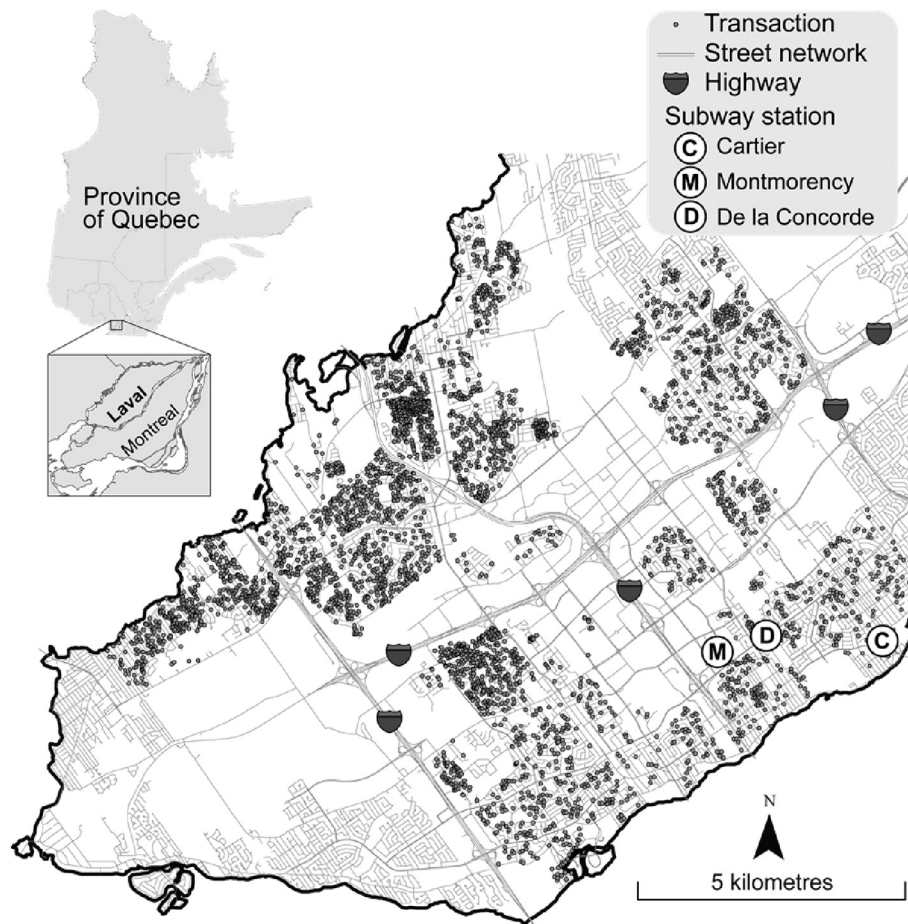 Transaction
Street network
Highway
Subway station
C Cartier
M Montmorency
D De la Concorde
Province
of Quebec
Laval
Montreal
M
D
C
N
5 kilometres